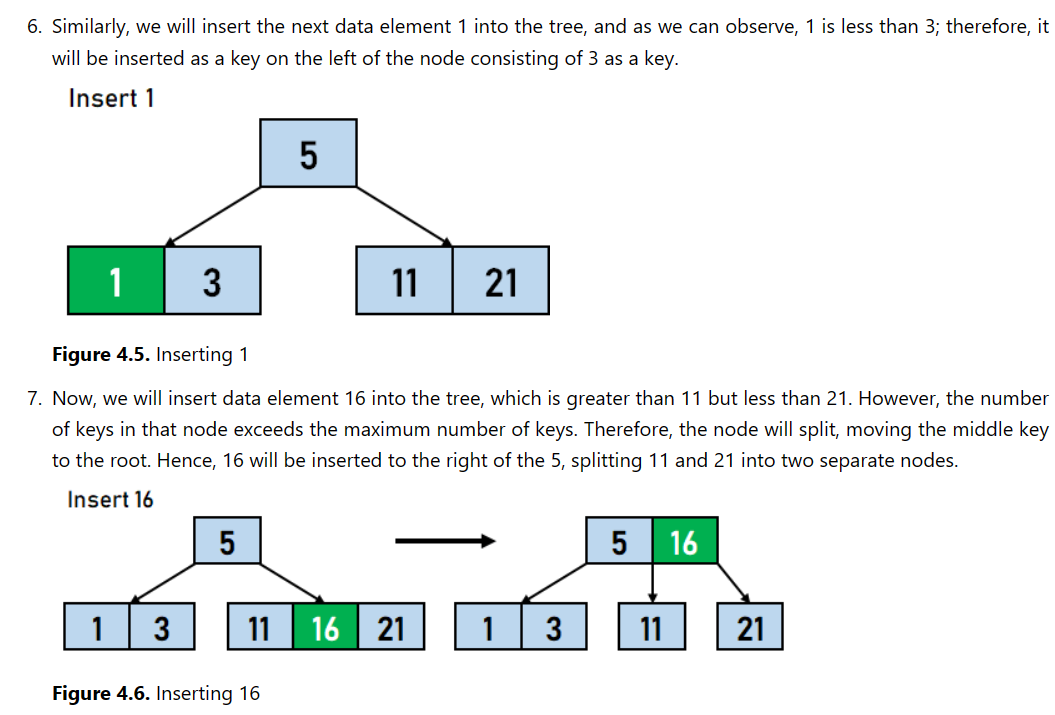 6. Similarly, we will insert the next data element 1 into the tree, and as we can observe, 1 is less than 3; therefore, it
will be inserted as a key on the left of the node consisting of 3 as a key.
Insert 1
5
1 3 11 21
Figure 4.5. Inserting 1
7. Now, we will insert data element 16 into the tree, which is greater than 11 but less than 21. However, the number
of keys in that node exceeds the maximum number of keys. Therefore, the node will split, moving the middle key
to the root. Hence, 16 will be inserted to the right of the 5, splitting 11 and 21 into two separate nodes.
Insert 16
5 5 16
1 3 11 16 21 1 3 11 21
Figure 4.6. Inserting 16